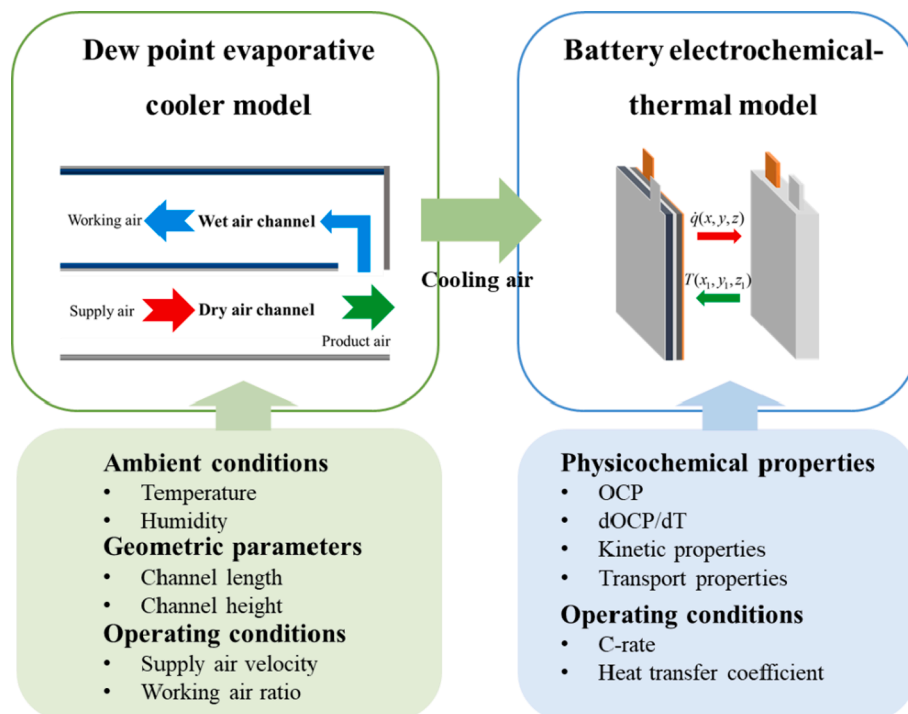 Dew point evaporative
cooler model
Working air
Wet air channel
Supply air
Dry air channel
Product air
Cooling air
Battery electrochemical-
thermal model
q̇(x, y, z)
T(x₁, y₁, z₁)
Ambient conditions
• Temperature
• Humidity
Geometric parameters
• Channel length
• Channel height
Operating conditions
• Supply air velocity
• Working air ratio
Physicochemical properties
• OCP
• dOCP/dT
• Kinetic properties
• Transport properties
Operating conditions
• C-rate
• Heat transfer coefficient